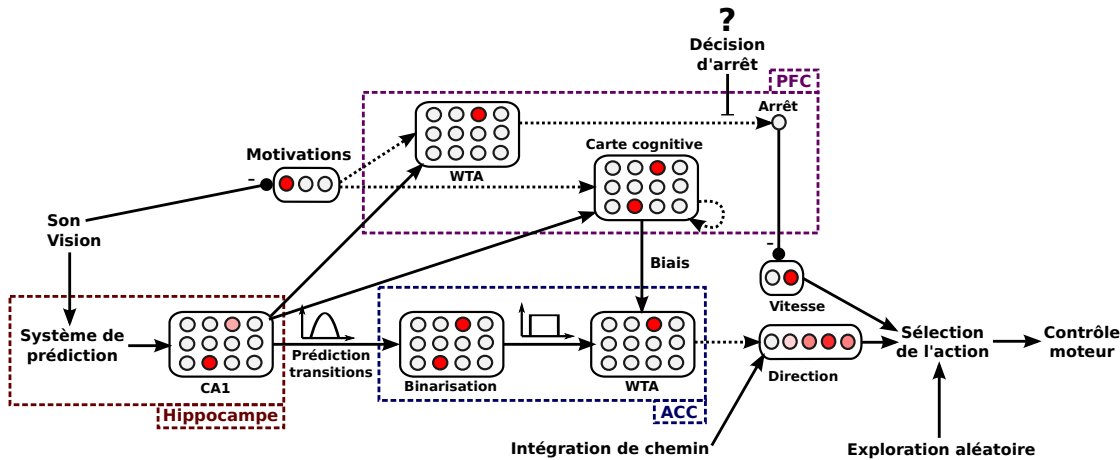 ?
Décision
d'arrêt
PFC
Arrêt
Carte cognitive
Motivations
WTA
-
Son
Vision
-
Biais
Vitesse
Système de
prédiction
CA1
Prédiction
transitions
Binarisation
WTA
Direction
Sélection
de l'action
Contrôle
moteur
Hippocampe
ACC
Intégration de chemin
Exploration aléatoire